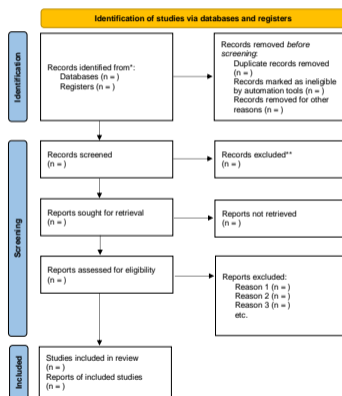 Identification of studies via databases and registers
Identification
Records identified from*:
Databases (n = )
Registers (n = )
Records removed before
screening:
Duplicate records removed
(n = )
Records marked as ineligible
by automation tools (n = )
Records removed for other
reasons (n = )
Screening
Records screened
(n = )
Records excluded**
(n = )
Reports sought for retrieval
(n = )
Reports not retrieved
(n = )
Reports assessed for eligibility
(n = )
Reports excluded:
Reason 1 (n = )
Reason 2 (n = )
Reason 3 (n = )
etc.
Included
Studies included in review
(n = )
Reports of included studies
(n = )